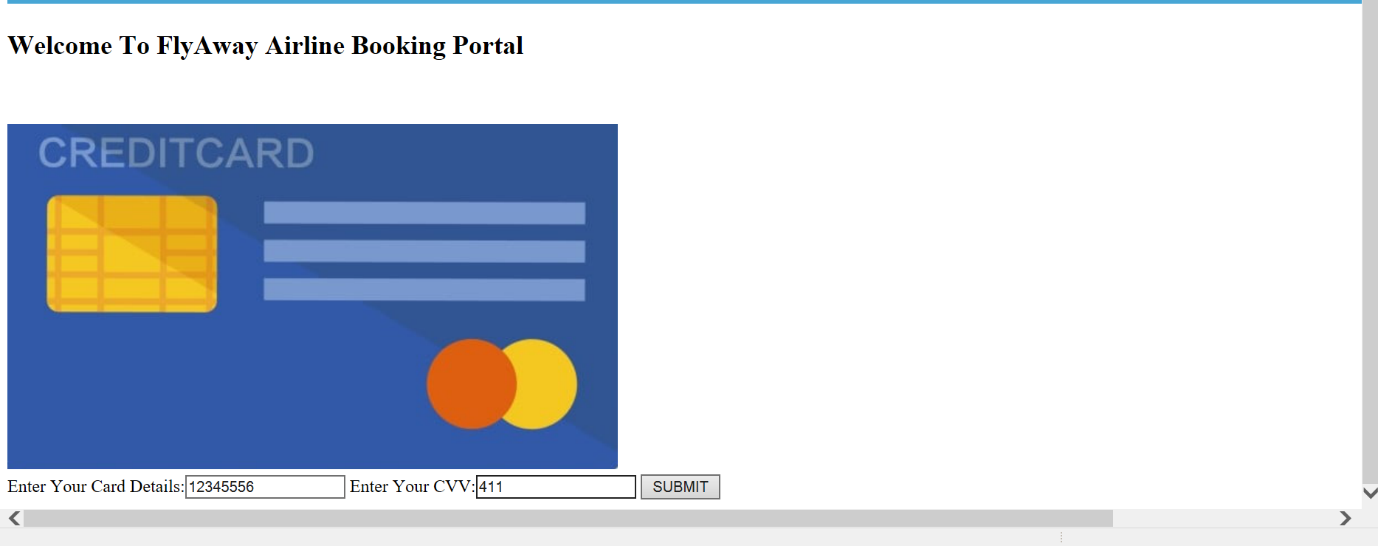 Welcome To FlyAway Airline Booking Portal
CREDITCARD
Enter Your Card Details: 12345556 Enter Your CVV: 411 SUBMIT